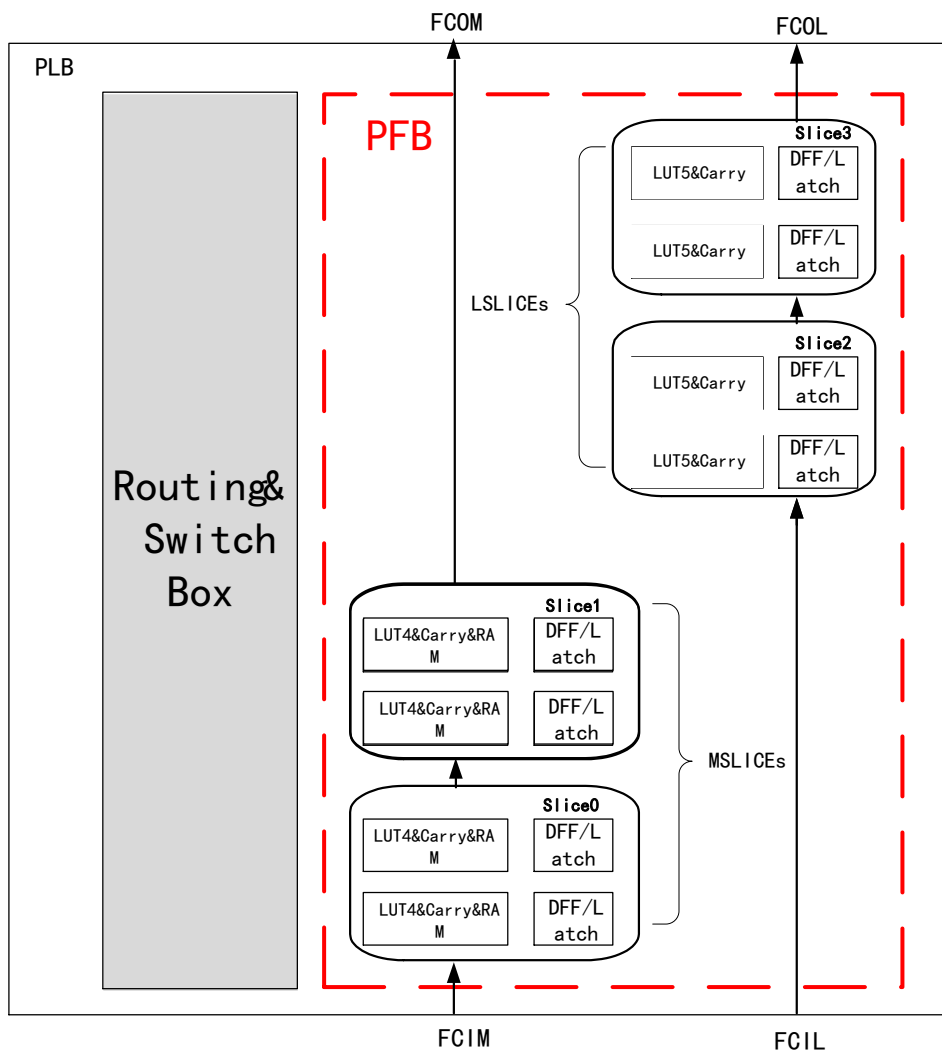 FCOM
FCOL
PLB
PFB
Slice3
LUT5&Carry
DFF/L
atch
LUT5&Carry
DFF/L
atch
LSLICEs
Slice2
LUT5&Carry
DFF/L
atch
LUT5&Carry
DFF/L
atch
Routing&
Switch
Box
Slice1
LUT4&Carry&RA
M
DFF/L
atch
LUT4&Carry&RA
M
DFF/L
atch
MSLICEs
Slice0
LUT4&Carry&RA
M
DFF/L
atch
LUT4&Carry&RA
M
DFF/L
atch
FCIM
FCIL